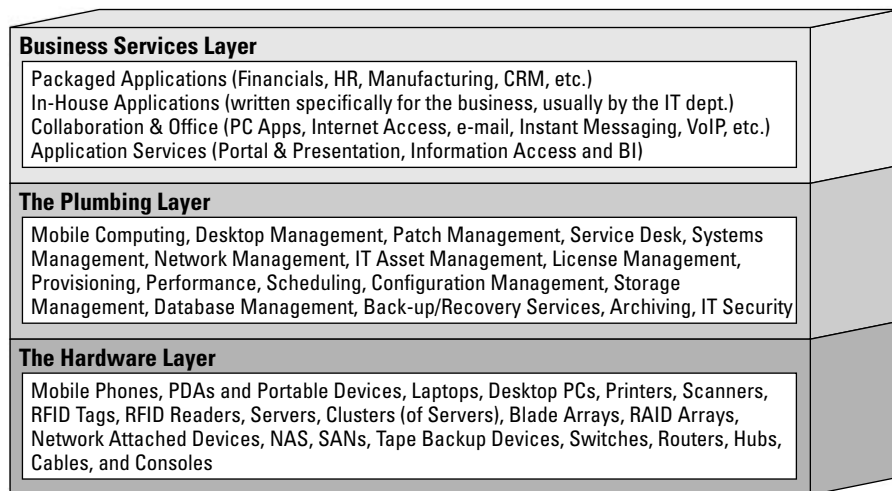 Business Services Layer
Packaged Applications (Financials, HR, Manufacturing, CRM, etc.)
In-House Applications (written specifically for the business, usually by the IT dept.)
Collaboration & Office (PC Apps, Internet Access, e-mail, Instant Messaging, VoIP, etc.)
Application Services (Portal & Presentation, Information Access and BI)
The Plumbing Layer
Mobile Computing, Desktop Management, Patch Management, Service Desk, Systems
Management, Network Management, IT Asset Management, License Management,
Provisioning, Performance, Scheduling, Configuration Management, Storage
Management, Database Management, Back-up/Recovery Services, Archiving, IT Security
The Hardware Layer
Mobile Phones, PDAs and Portable Devices, Laptops, Desktop PCs, Printers, Scanners,
RFID Tags, RFID Readers, Servers, Clusters (of Servers), Blade Arrays, RAID Arrays,
Network Attached Devices, NAS, SANs, Tape Backup Devices, Switches, Routers, Hubs,
Cables, and Consoles